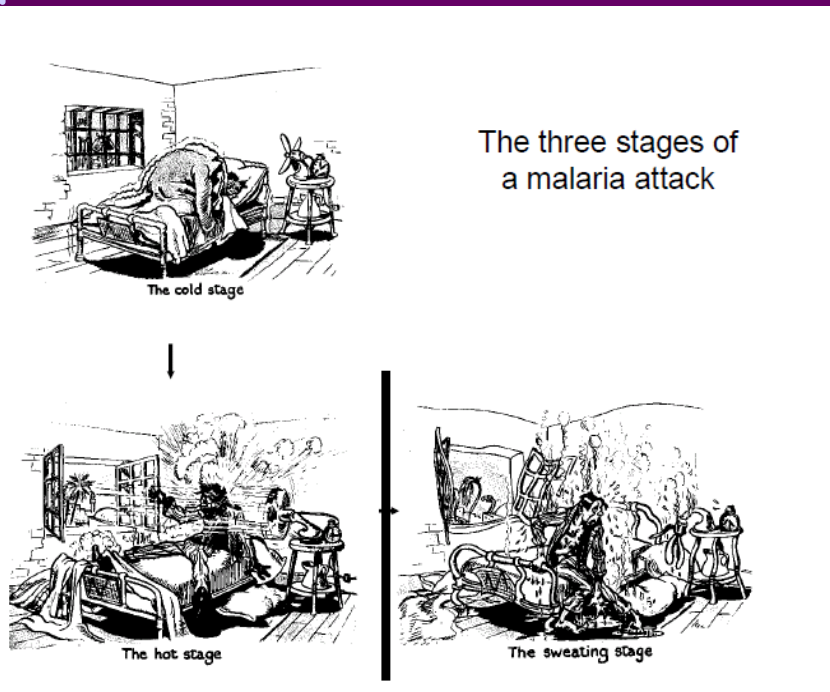 The three stages of
a malaria attack
The cold stage
The hot stage
The sweating stage